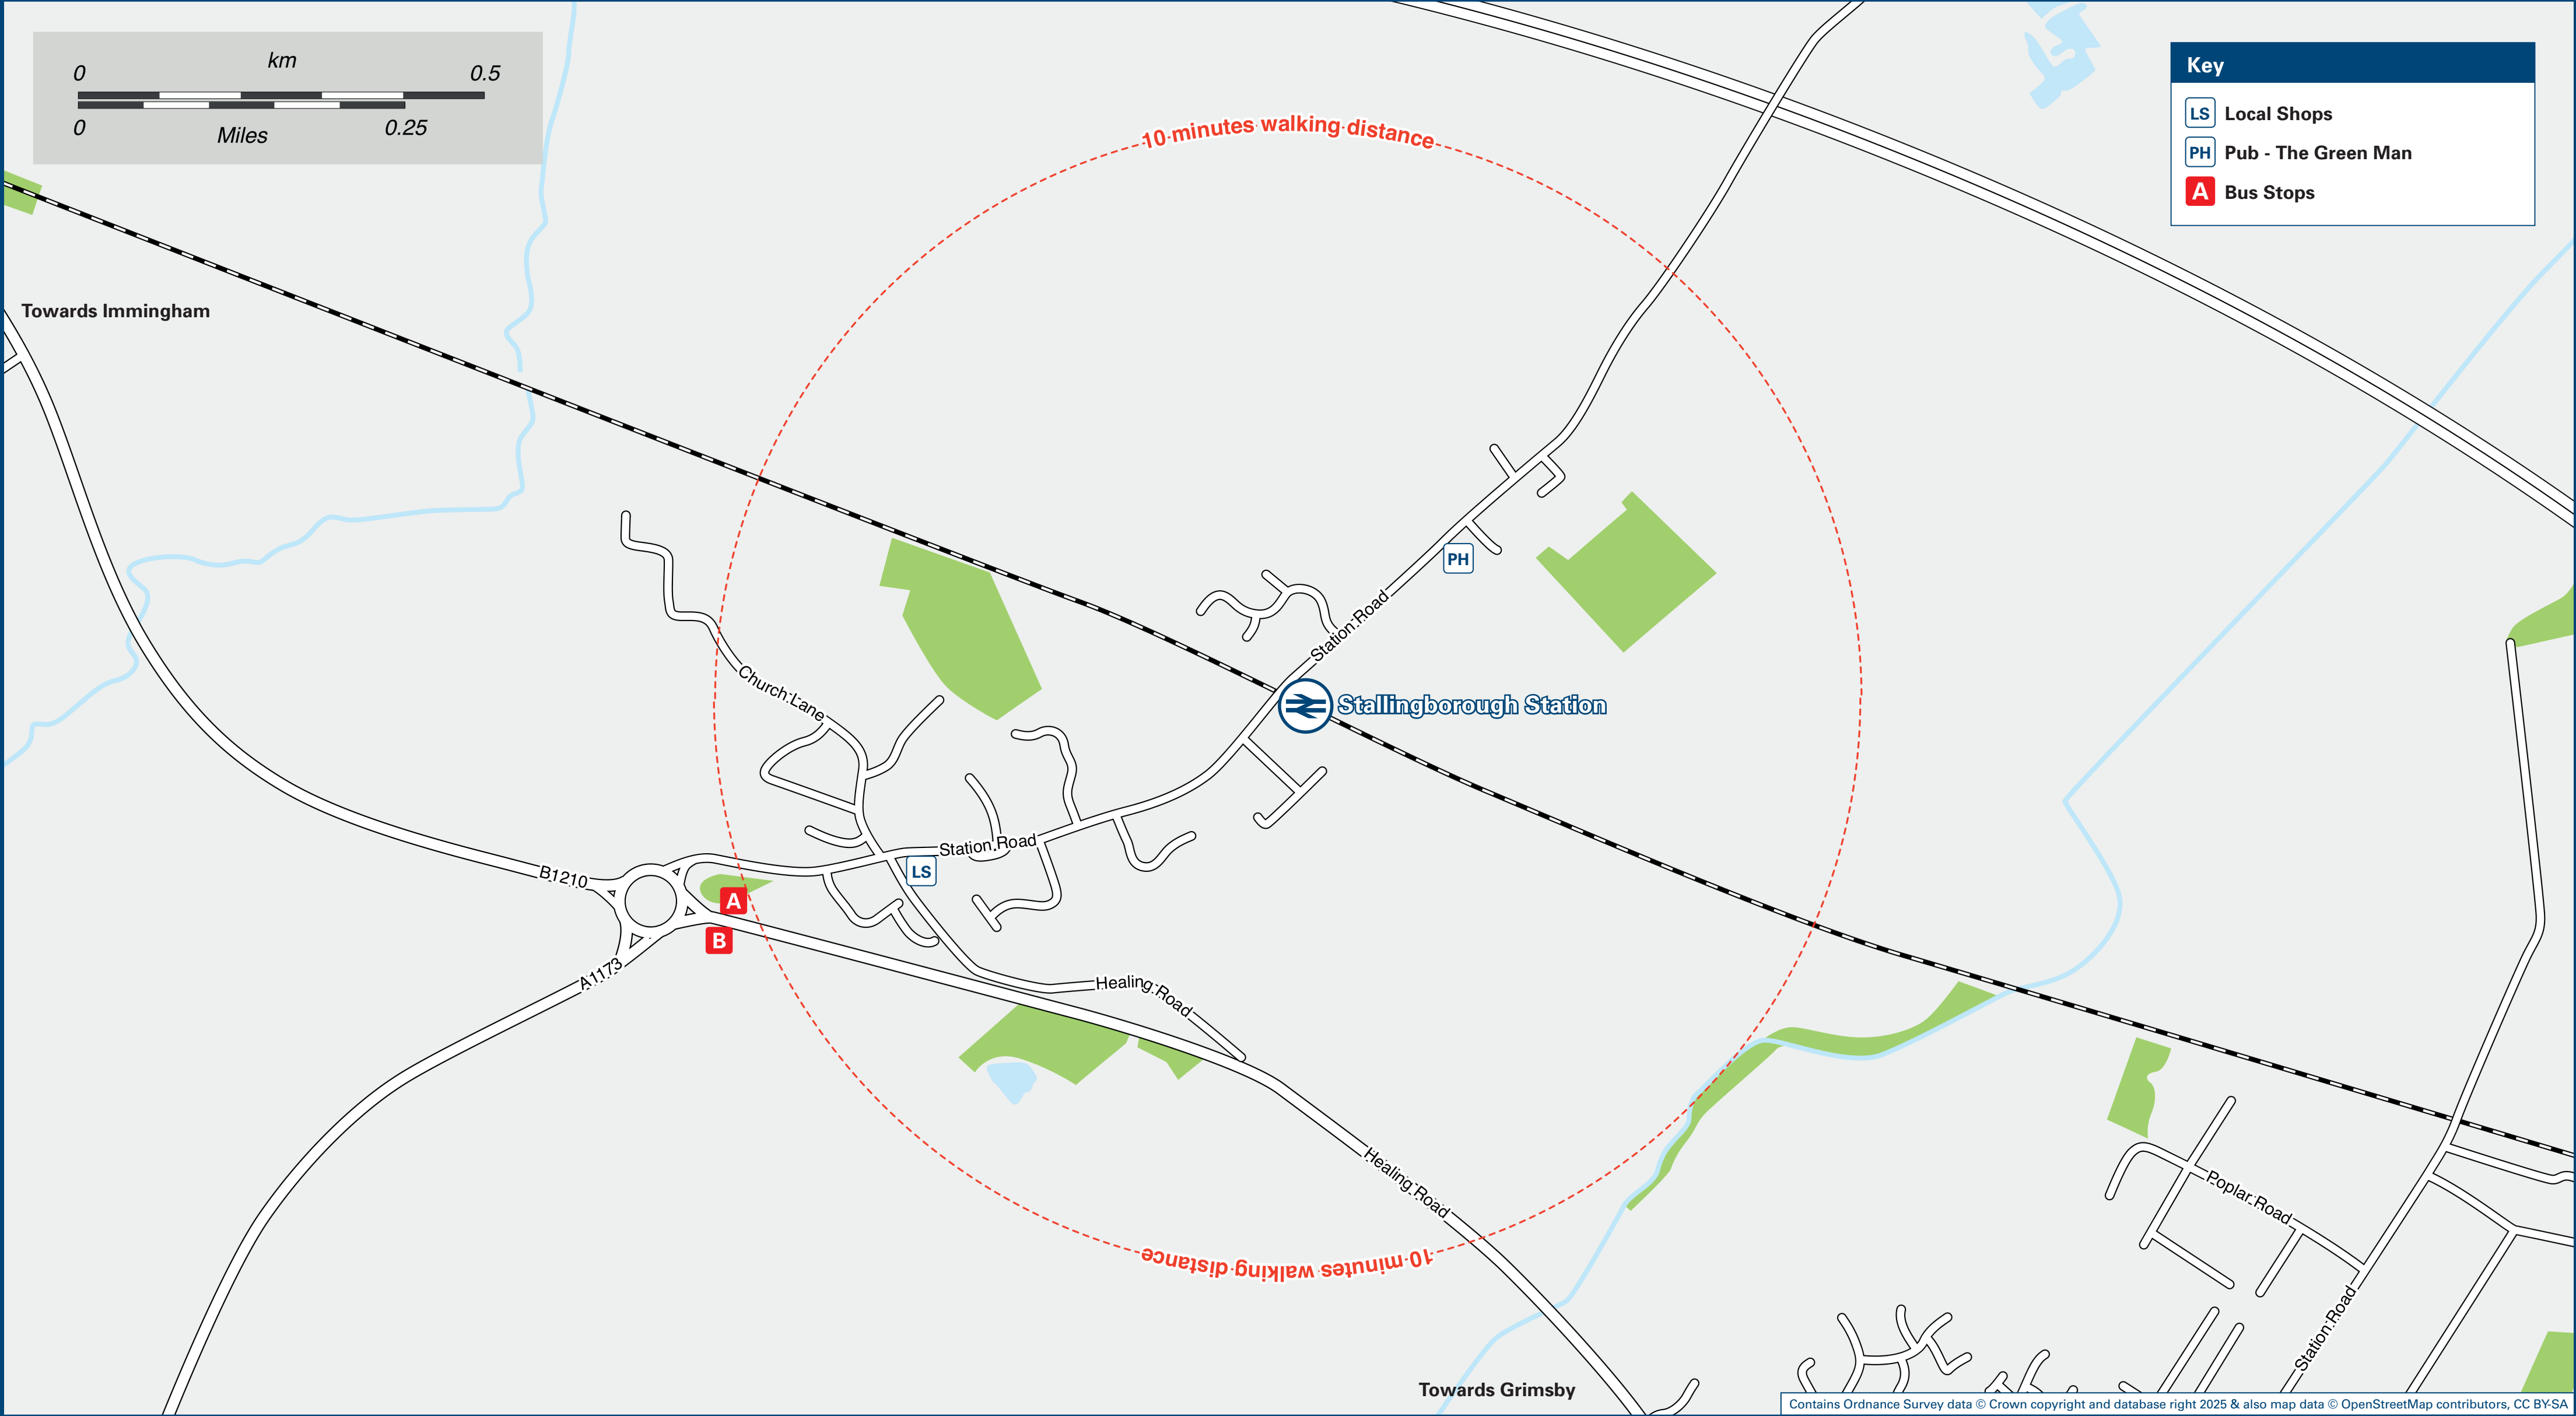 km
0 0.5
0 Miles 0.25
10 minutes walking distance
Key
LS Local Shops
PH Pub - The Green Man
A Bus Stops
Towards Immingham
PH
Station Road
Church Lane
Stallingborough Station
Station Road
LS
B1210
A
B
A1173
Healing Road
Healing Road
Poplar Road
10 minutes walking distance
Station Road
Towards Grimsby
Contains Ordnance Survey data © Crown copyright and database right 2025 & also map data © OpenStreetMap contributors, CC BY-SA